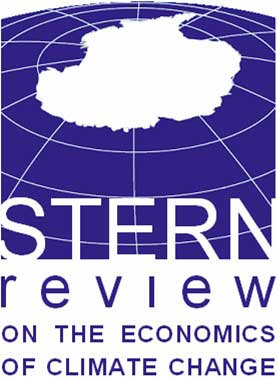 STERN
review
ON THE ECONOMICS
OF CLIMATE CHANGE